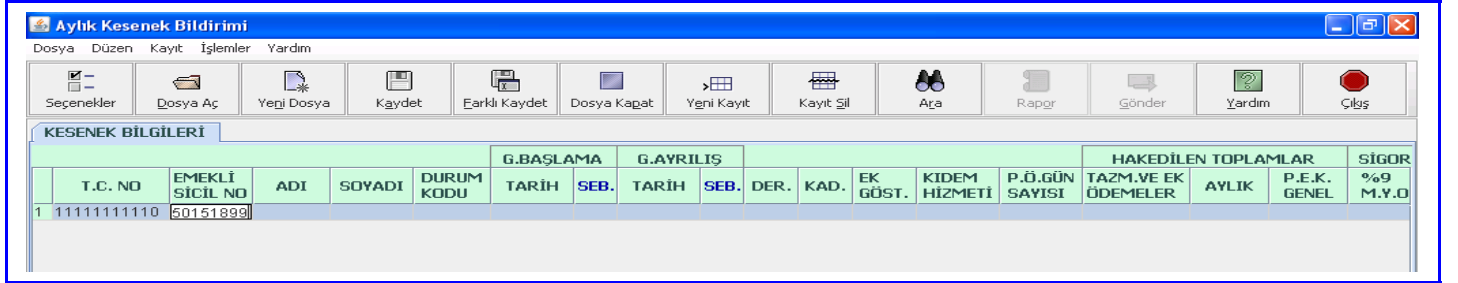 Aylık Kesenek Bildirimi
Dosya Düzen Kayıt İşlemler Yardım
Seçenekler Dosya Aç Yeni Dosya Kaydet Farklı Kaydet Dosya Kapat Yeni Kayıt Kayıt Sil Ara Rapor Gönder Yardım Çıkış
KESENEK BİLGİLERİ
G.BAŞLAMA G.AYRILIŞ HAKEDİLEN TOPLAMLAR SİGOR
T.C. NO EMEKLİ SİCİL NO ADI SOYADI DURUM KODU TARİH SEB. TARİH SEB. DER. KAD. EK GÖST. KIDEM HİZMETİ P.Ö.GÜN SAYISI TAZM.VE EK ÖDEMELER AYLIK P.E.K. GENEL %9 M.Y.O
1 11111111110 50151899